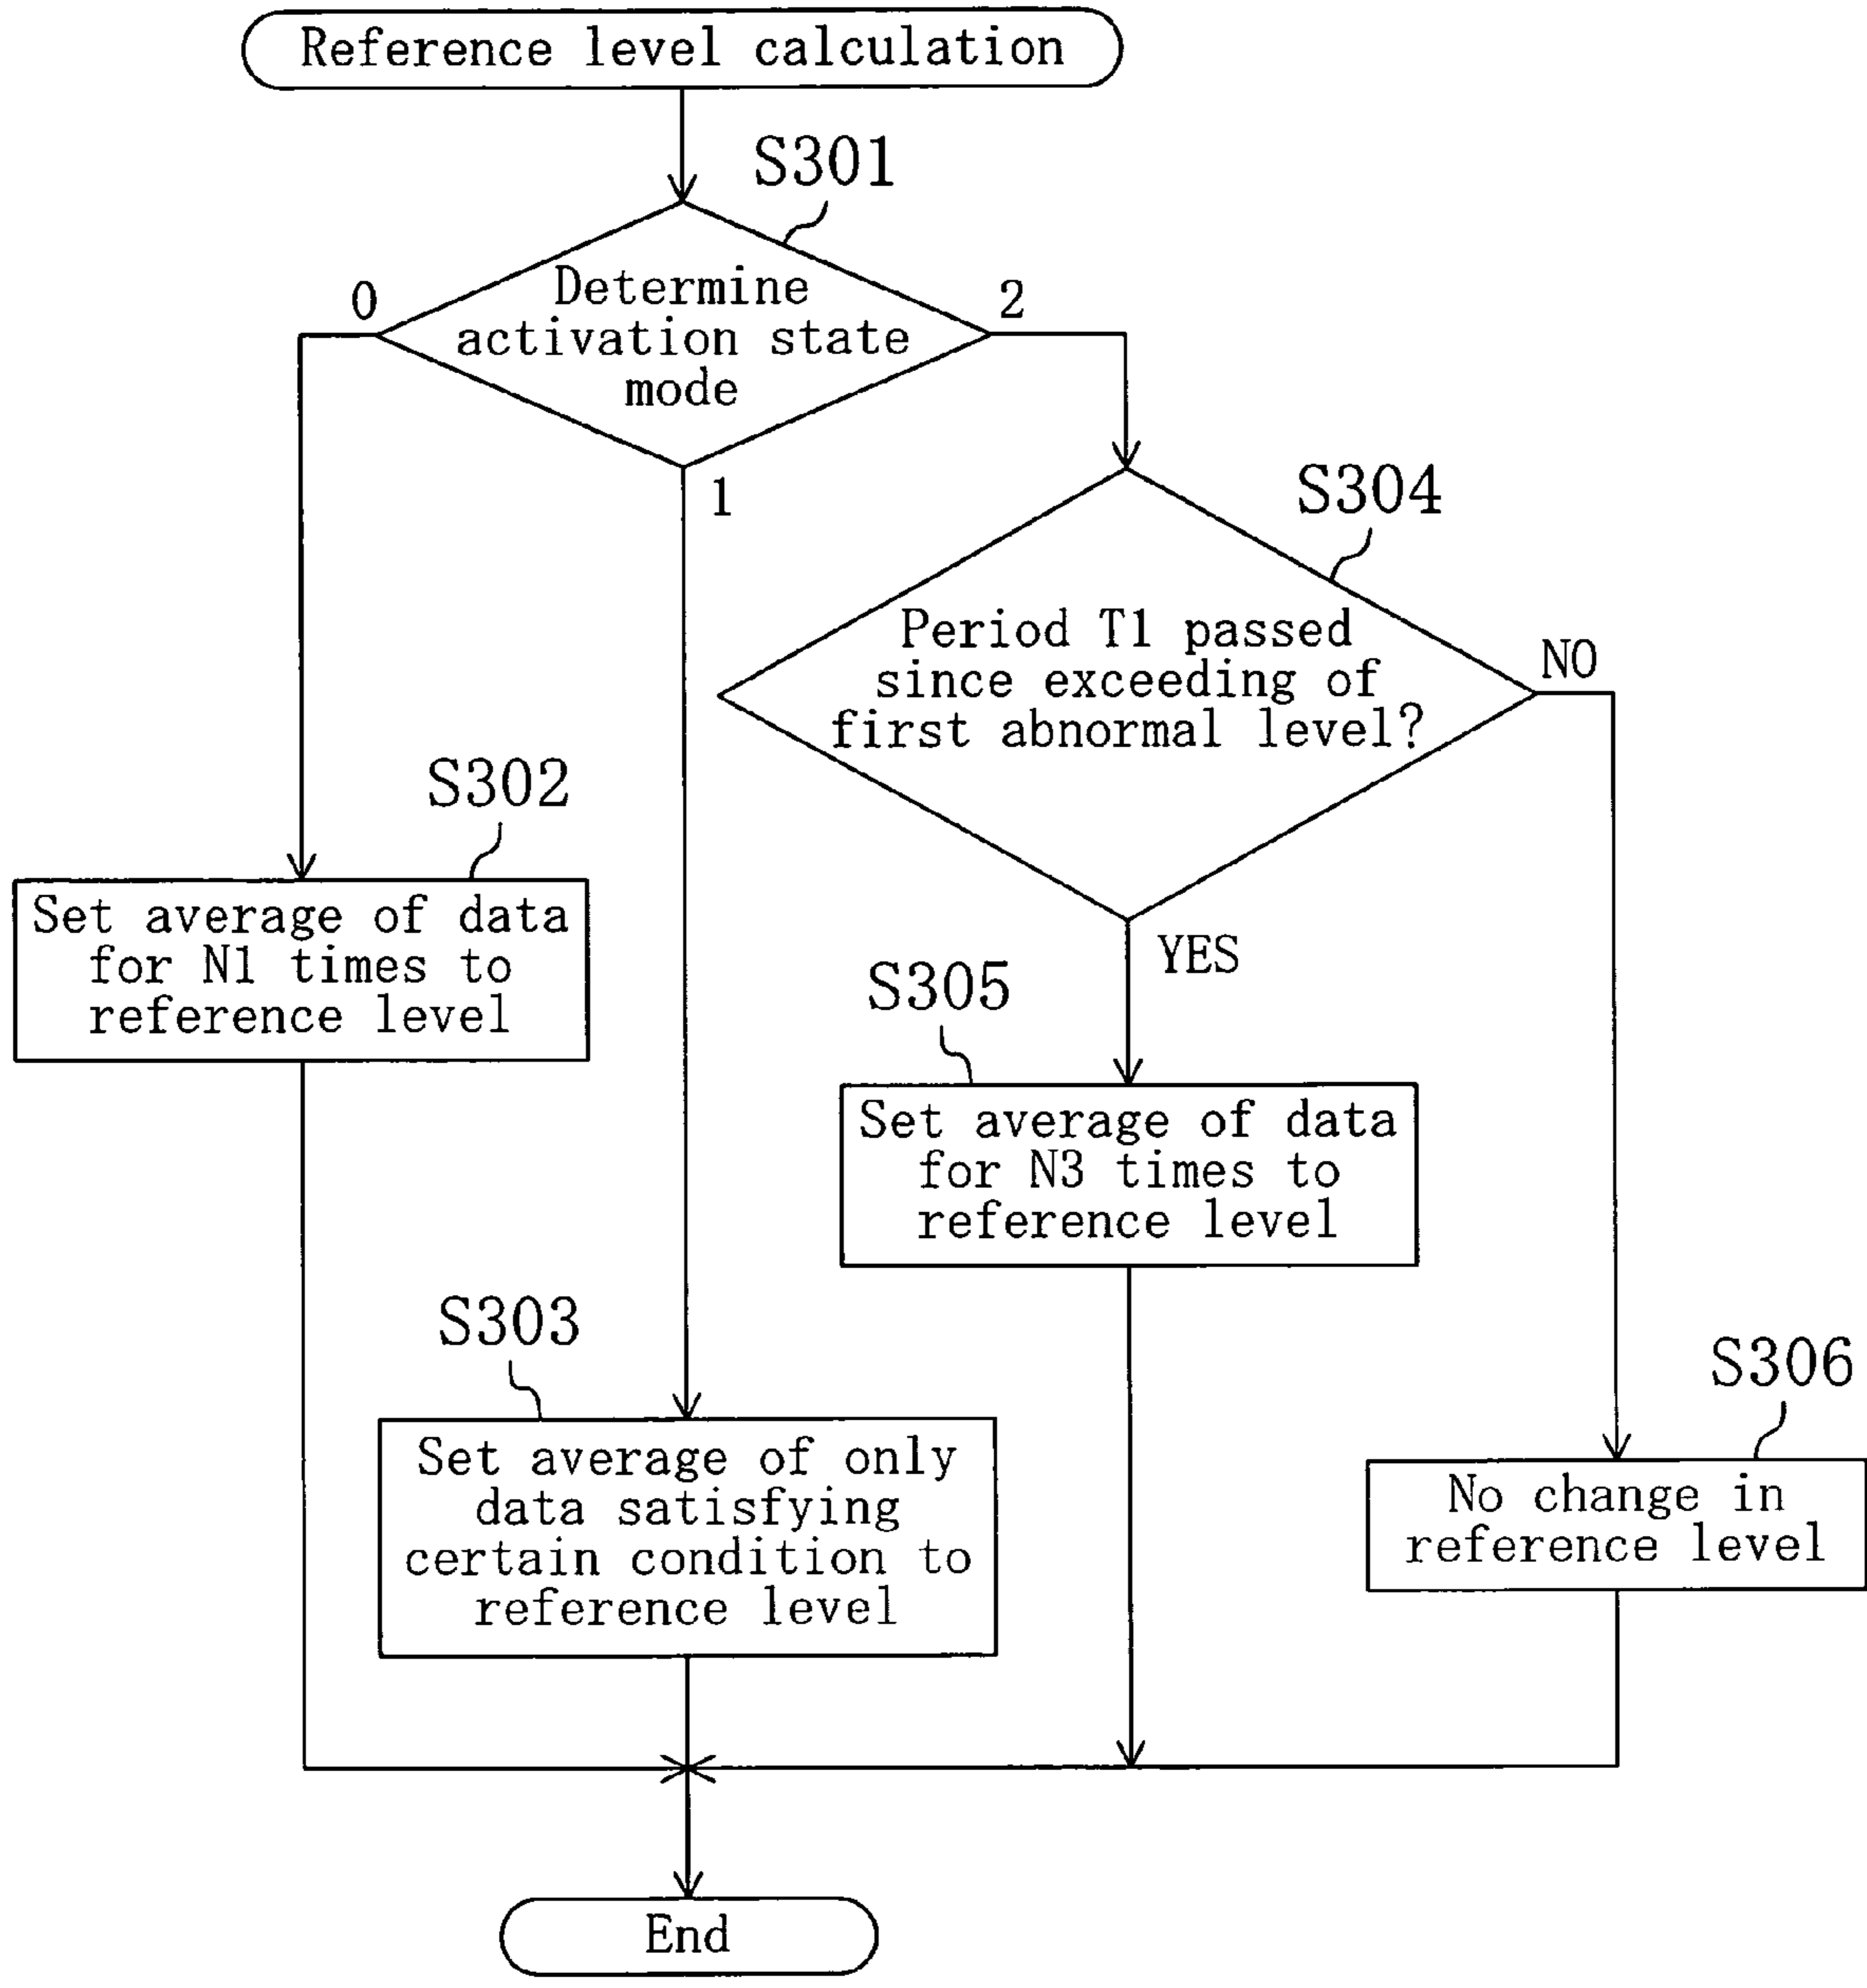 Reference level calculation
S301
Determine
activation state
mode
0
2
1
S304
Period T1 passed
since exceeding of
first abnormal level?
NO
YES
S302
Set average of data
for N1 times to
reference level
S305
Set average of data
for N3 times to
reference level
S303
Set average of only
data satisfying
certain condition to
reference level
S306
No change in
reference level
End